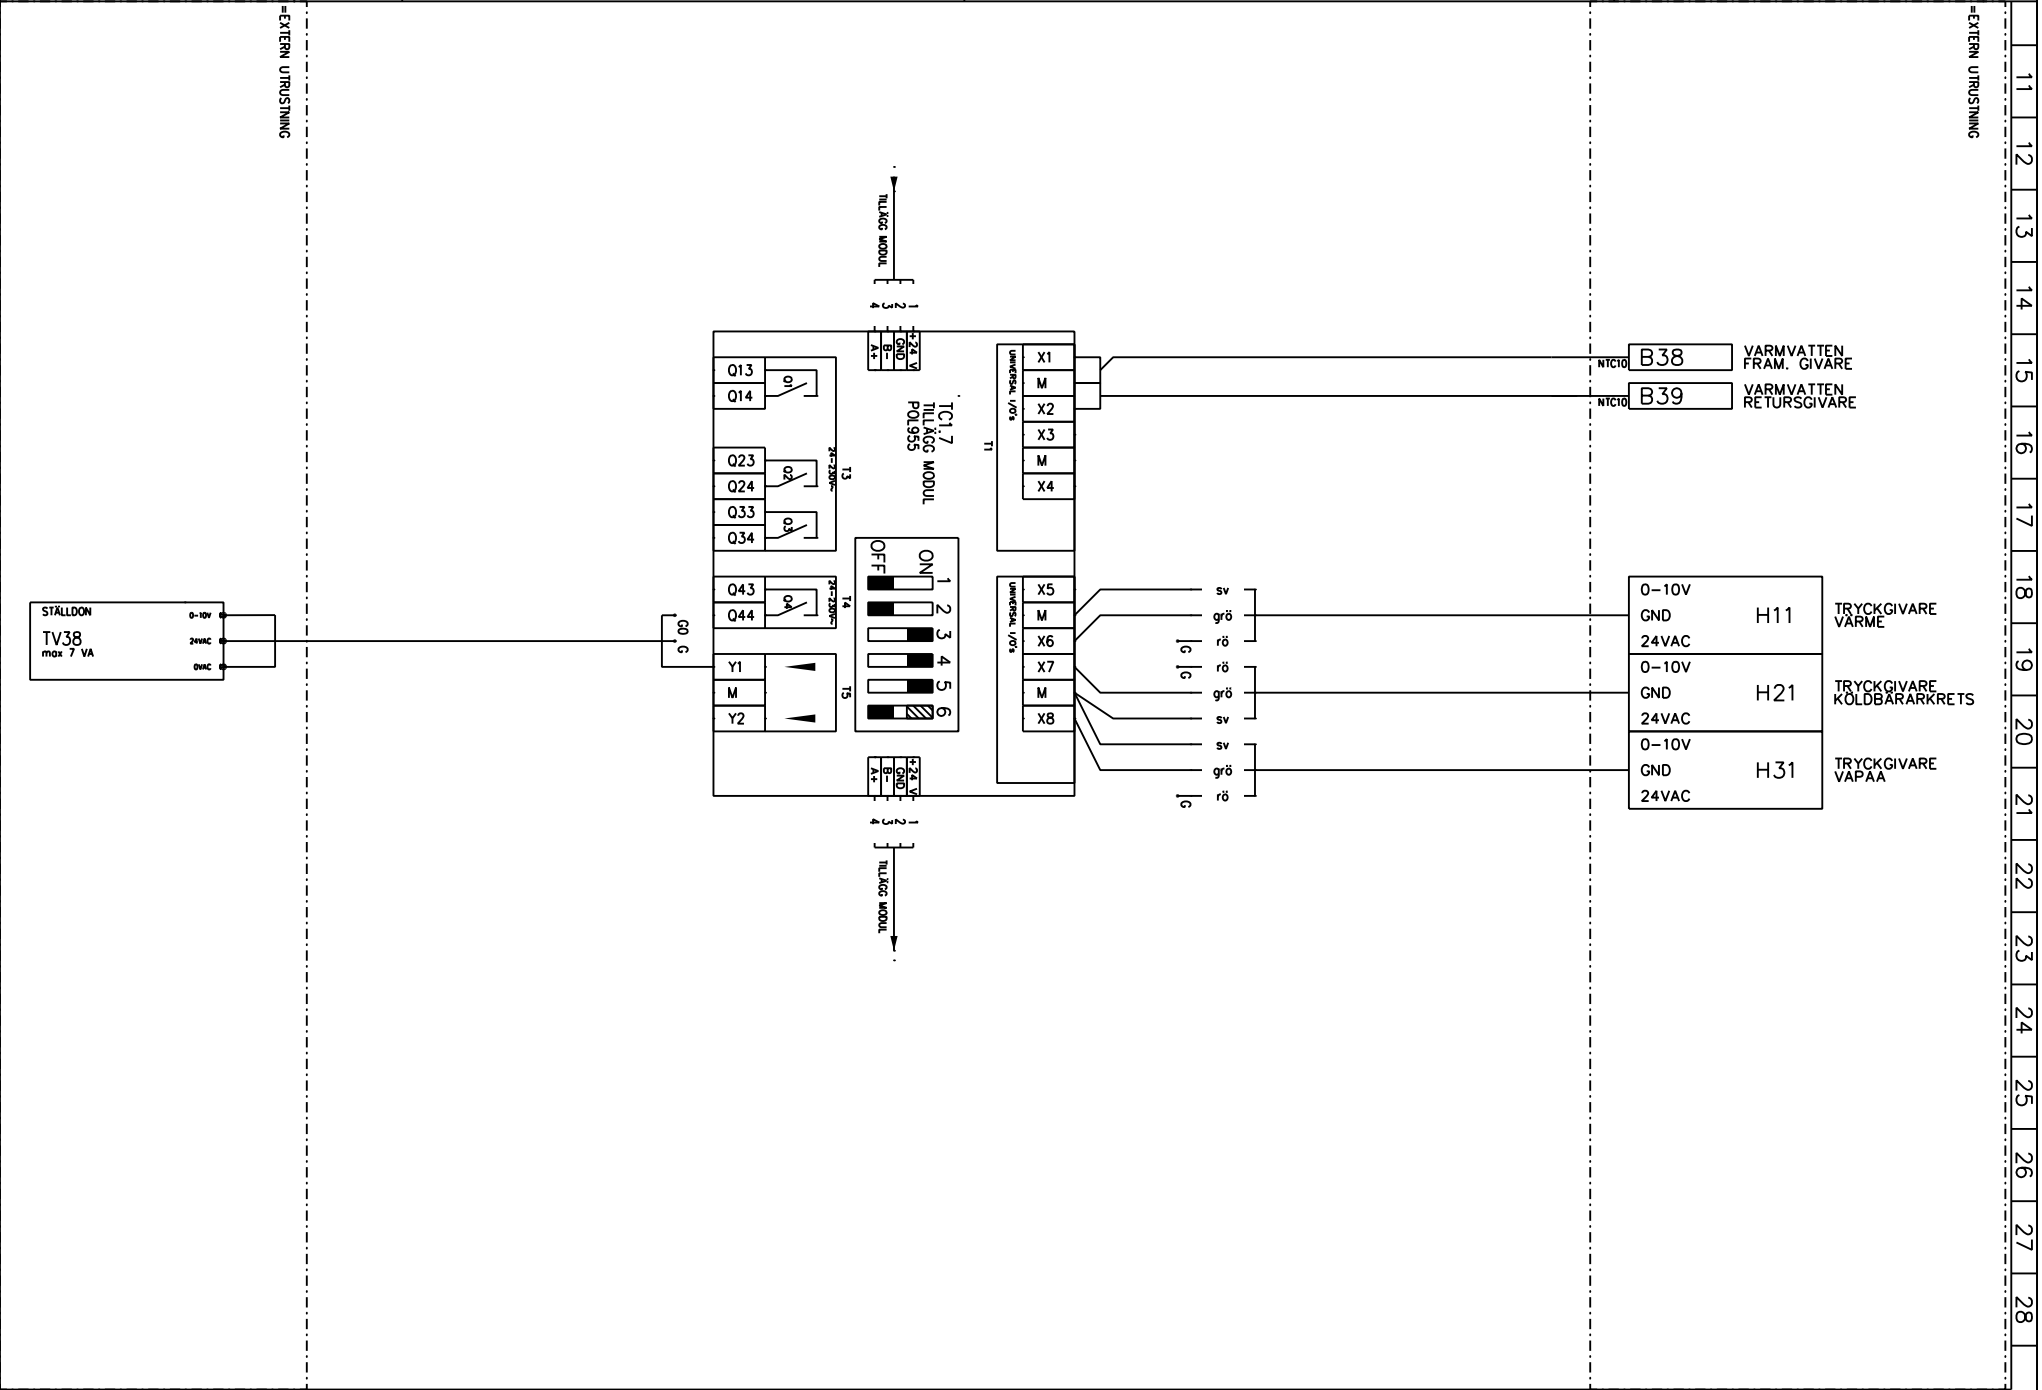 =EXTERN UTRUSTNING
=EXTERN UTRUSTNING
11
12
13
14
15
16
17
18
19
20
21
22
23
24
25
26
27
28
TILLÄGG MODUL
1
2
3
4
+24 V
GND
B-
A+
TC1.7
TILLÄGG MODUL
POL955
UNIVERSAL I/O's
T1
X1
M
X2
X3
M
X4
NTC10
B38
VARMVATTEN
FRAM. GIVARE
NTC10
B39
VARMVATTEN
RETURSGIVARE
Q13
Q14
Q1
Q23
Q24
Q2
Q33
Q34
Q3
T3
24-230V~
Q43
Q44
Q4
T4
24-230V~
Y1
M
Y2
T5
ON
OFF
1
2
3
4
5
6
UNIVERSAL I/O's
X5
M
X6
X7
M
X8
sv
grö
rö
G
rö
G
grö
sv
sv
grö
rö
G
0-10V
GND
24VAC
H11
TRYCKGIVARE
VÄRME
0-10V
GND
24VAC
H21
TRYCKGIVARE
KÖLDBÄRARKRETS
0-10V
GND
24VAC
H31
TRYCKGIVARE
VAPAA
STÄLLDON
TV38
max 7 VA
0-10V
24VAC
0VAC
G0
G
+24 V
GND
B-
A+
1
2
3
4
TILLÄGG MODUL